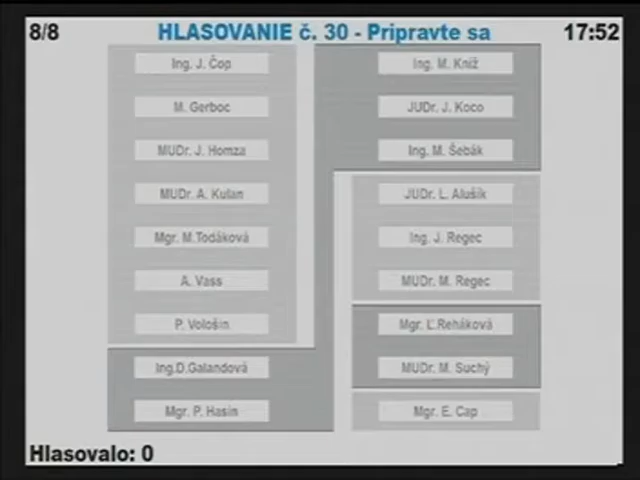 8/8 HLASOVANIE č. 30 - Pripravte sa 17:52
Ing. J. Čop
M. Gerboc
MUDr. J. Homza
MUDr. A. Kulan
Mgr. M.Todáková
A. Vass
P. Vološin
Ing.D.Galandová
Mgr. P. Hasin
Ing. M. Kníž
JUDr. J. Koco
Ing. M. Šebák
JUDr. L. Alušik
Ing. J. Regec
MUDr. M. Regec
Mgr. Ľ.Reháková
MUDr. M. Suchý
Mgr. E. Cap
Hlasovalo: 0